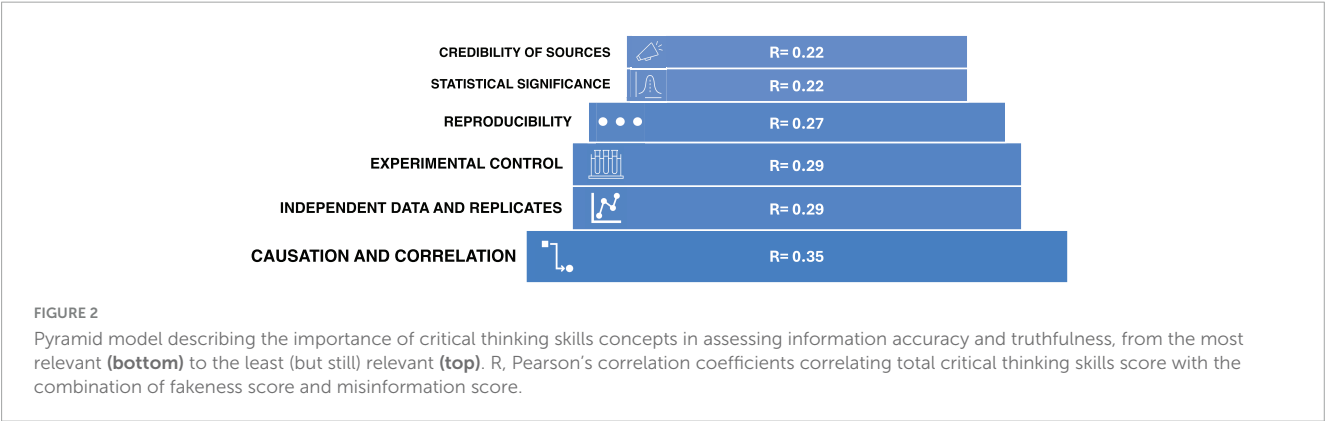 CREDIBILITY OF SOURCES R= 0.22
STATISTICAL SIGNIFICANCE R= 0.22
REPRODUCIBILITY R= 0.27
EXPERIMENTAL CONTROL R= 0.29
INDEPENDENT DATA AND REPLICATES R= 0.29
CAUSATION AND CORRELATION R= 0.35
FIGURE 2
Pyramid model describing the importance of critical thinking skills concepts in assessing information accuracy and truthfulness, from the most
relevant (bottom) to the least (but still) relevant (top). R, Pearson’s correlation coefficients correlating total critical thinking skills score with the
combination of fakeness score and misinformation score.